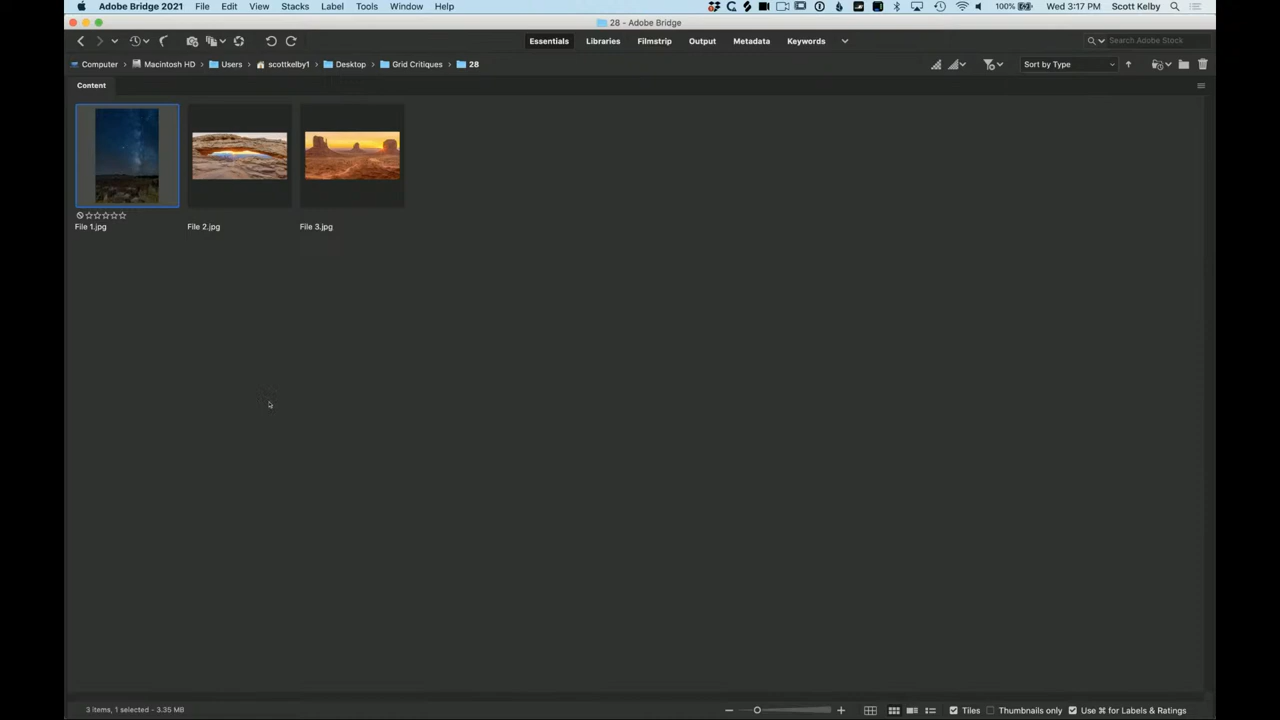 Adobe Bridge 2021 File Edit View Stacks Label Tools Window Help 100% Wed 3:17 PM Scott Kelby
28 - Adobe Bridge
Essentials Libraries Filmstrip Output Metadata Keywords Search Adobe Stock
Computer Macintosh HD Users scottkelby1 Desktop Grid Critiques 28 Sort by Type
Content
File 1.jpg File 2.jpg File 3.jpg
3 items, 1 selected - 3.35 MB Tiles Thumbnails only Use ⌘ for Labels & Ratings